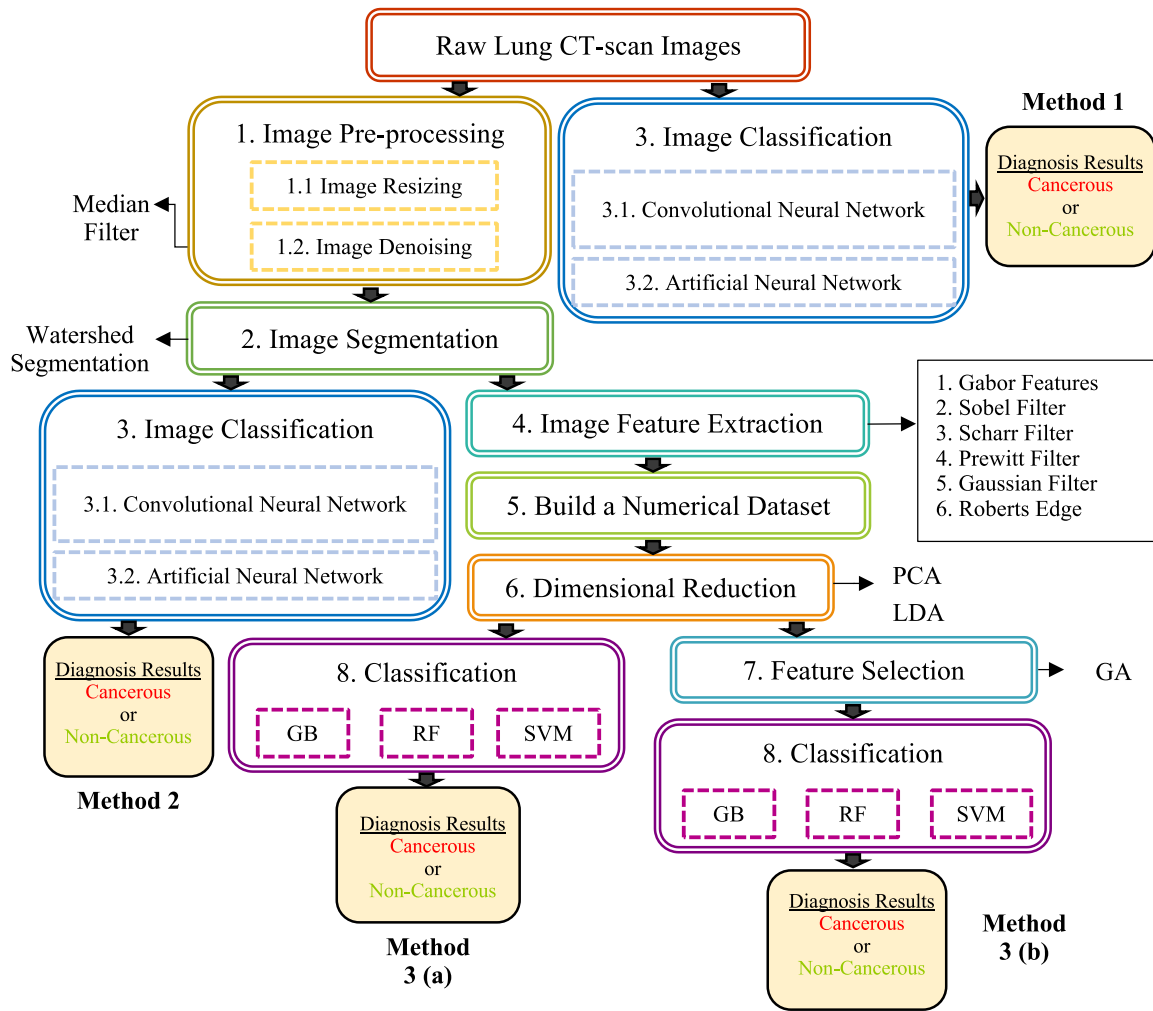 Raw Lung CT-scan Images
1. Image Pre-processing
1.1 Image Resizing
1.2. Image Denoising
Median
Filter
3. Image Classification
3.1. Convolutional Neural Network
3.2. Artificial Neural Network
Method 1
Diagnosis Results
Cancerous
or
Non-Cancerous
2. Image Segmentation
Watershed
Segmentation
3. Image Classification
3.1. Convolutional Neural Network
3.2. Artificial Neural Network
Diagnosis Results
Cancerous
or
Non-Cancerous
Method 2
4. Image Feature Extraction
1. Gabor Features
2. Sobel Filter
3. Scharr Filter
4. Prewitt Filter
5. Gaussian Filter
6. Roberts Edge
5. Build a Numerical Dataset
6. Dimensional Reduction
PCA
LDA
8. Classification
GB
RF
SVM
Diagnosis Results
Cancerous
or
Non-Cancerous
Method
3 (a)
7. Feature Selection
GA
8. Classification
GB
RF
SVM
Diagnosis Results
Cancerous
or
Non-Cancerous
Method
3 (b)